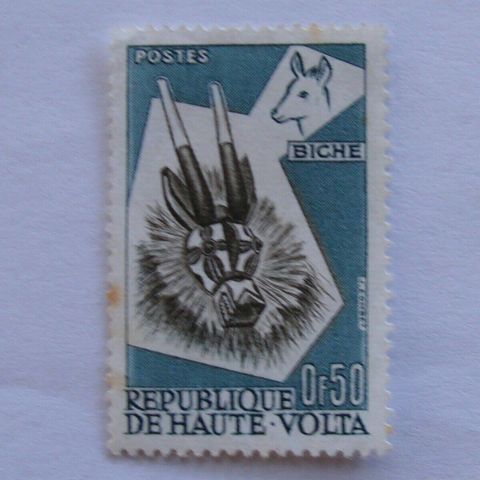 POSTES
BICHE
0F50
REPUBLIQUE
DE HAUTE-VOLTA